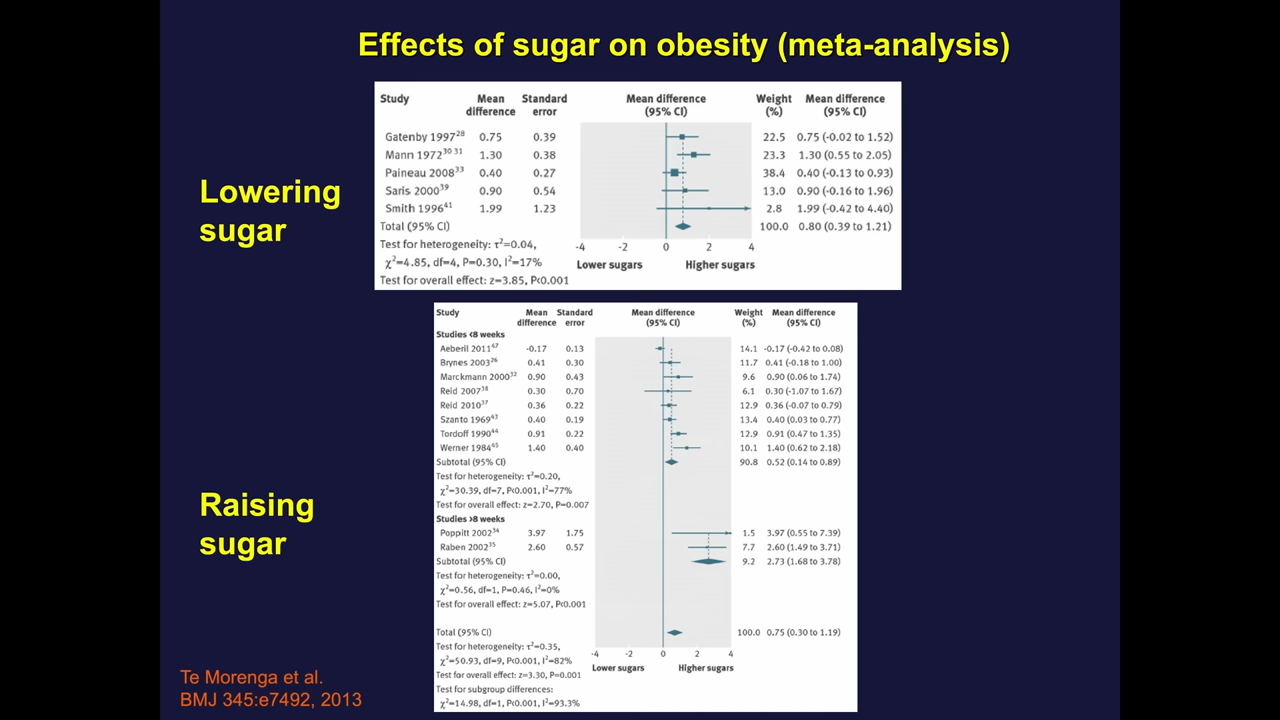 Effects of sugar on obesity (meta-analysis)
Lowering
sugar
Study Mean difference Standard error Mean difference (95% CI) Weight (%) Mean difference (95% CI)
Gatenby 1997²⁸ 0.75 0.39 22.5 0.75 (-0.02 to 1.52)
Mann 1972³⁰ ³¹ 1.30 0.38 23.3 1.30 (0.55 to 2.05)
Paineau 2008³³ 0.40 0.27 38.4 0.40 (-0.13 to 0.93)
Saris 2000³⁹ 0.90 0.54 13.0 0.90 (-0.16 to 1.96)
Smith 1996⁴¹ 1.99 1.23 2.8 1.99 (-0.42 to 4.40)
Total (95% CI) 100.0 0.80 (0.39 to 1.21)
Test for heterogeneity: τ²=0.04,
χ²=4.85, df=4, P=0.30, I²=17%
Test for overall effect: z=3.85, P<0.001
-4 -2 0 2 4
Lower sugars Higher sugars
Raising
sugar
Study Mean difference Standard error Mean difference (95% CI) Weight (%) Mean difference (95% CI)
Studies <8 weeks
Aeberil 2011⁴⁷ -0.17 0.13 14.1 -0.17 (-0.42 to 0.08)
Brynes 2003²⁶ 0.41 0.30 11.7 0.41 (-0.18 to 1.00)
Marckmann 2000³² 0.90 0.43 9.6 0.90 (0.06 to 1.74)
Reid 2007³⁸ 0.30 0.70 6.1 0.30 (-1.07 to 1.67)
Reid 2010³⁷ 0.36 0.22 12.9 0.36 (-0.07 to 0.79)
Szanto 1969⁴³ 0.40 0.19 13.4 0.40 (0.03 to 0.77)
Tordoff 1990⁴⁴ 0.91 0.22 12.9 0.91 (0.47 to 1.35)
Werner 1984⁴⁵ 1.40 0.40 10.1 1.40 (0.62 to 2.18)
Subtotal (95% CI) 90.8 0.52 (0.14 to 0.89)
Test for heterogeneity: τ²=0.20,
χ²=30.39, df=7, P<0.001, I²=77%
Test for overall effect: z=2.70, P=0.007
Studies >8 weeks
Poppitt 2002³⁴ 3.97 1.75 1.5 3.97 (0.55 to 7.39)
Raben 2002³⁵ 2.60 0.57 7.7 2.60 (1.49 to 3.71)
Subtotal (95% CI) 9.2 2.73 (1.68 to 3.78)
Test for heterogeneity: τ²=0.00,
χ²=0.56, df=1, P=0.46, I²=0%
Test for overall effect: z=5.07, P<0.001
Total (95% CI) 100.0 0.75 (0.30 to 1.19)
Test for heterogeneity: τ²=0.35,
χ²=50.93, df=9, P<0.001, I²=82%
Test for overall effect: z=3.30, P=0.001
Test for subgroup differences:
χ²=14.98, df=1, P<0.001, I²=93.3%
-4 -2 0 2 4
Lower sugars Higher sugars
Te Morenga et al.
BMJ 345:e7492, 2013